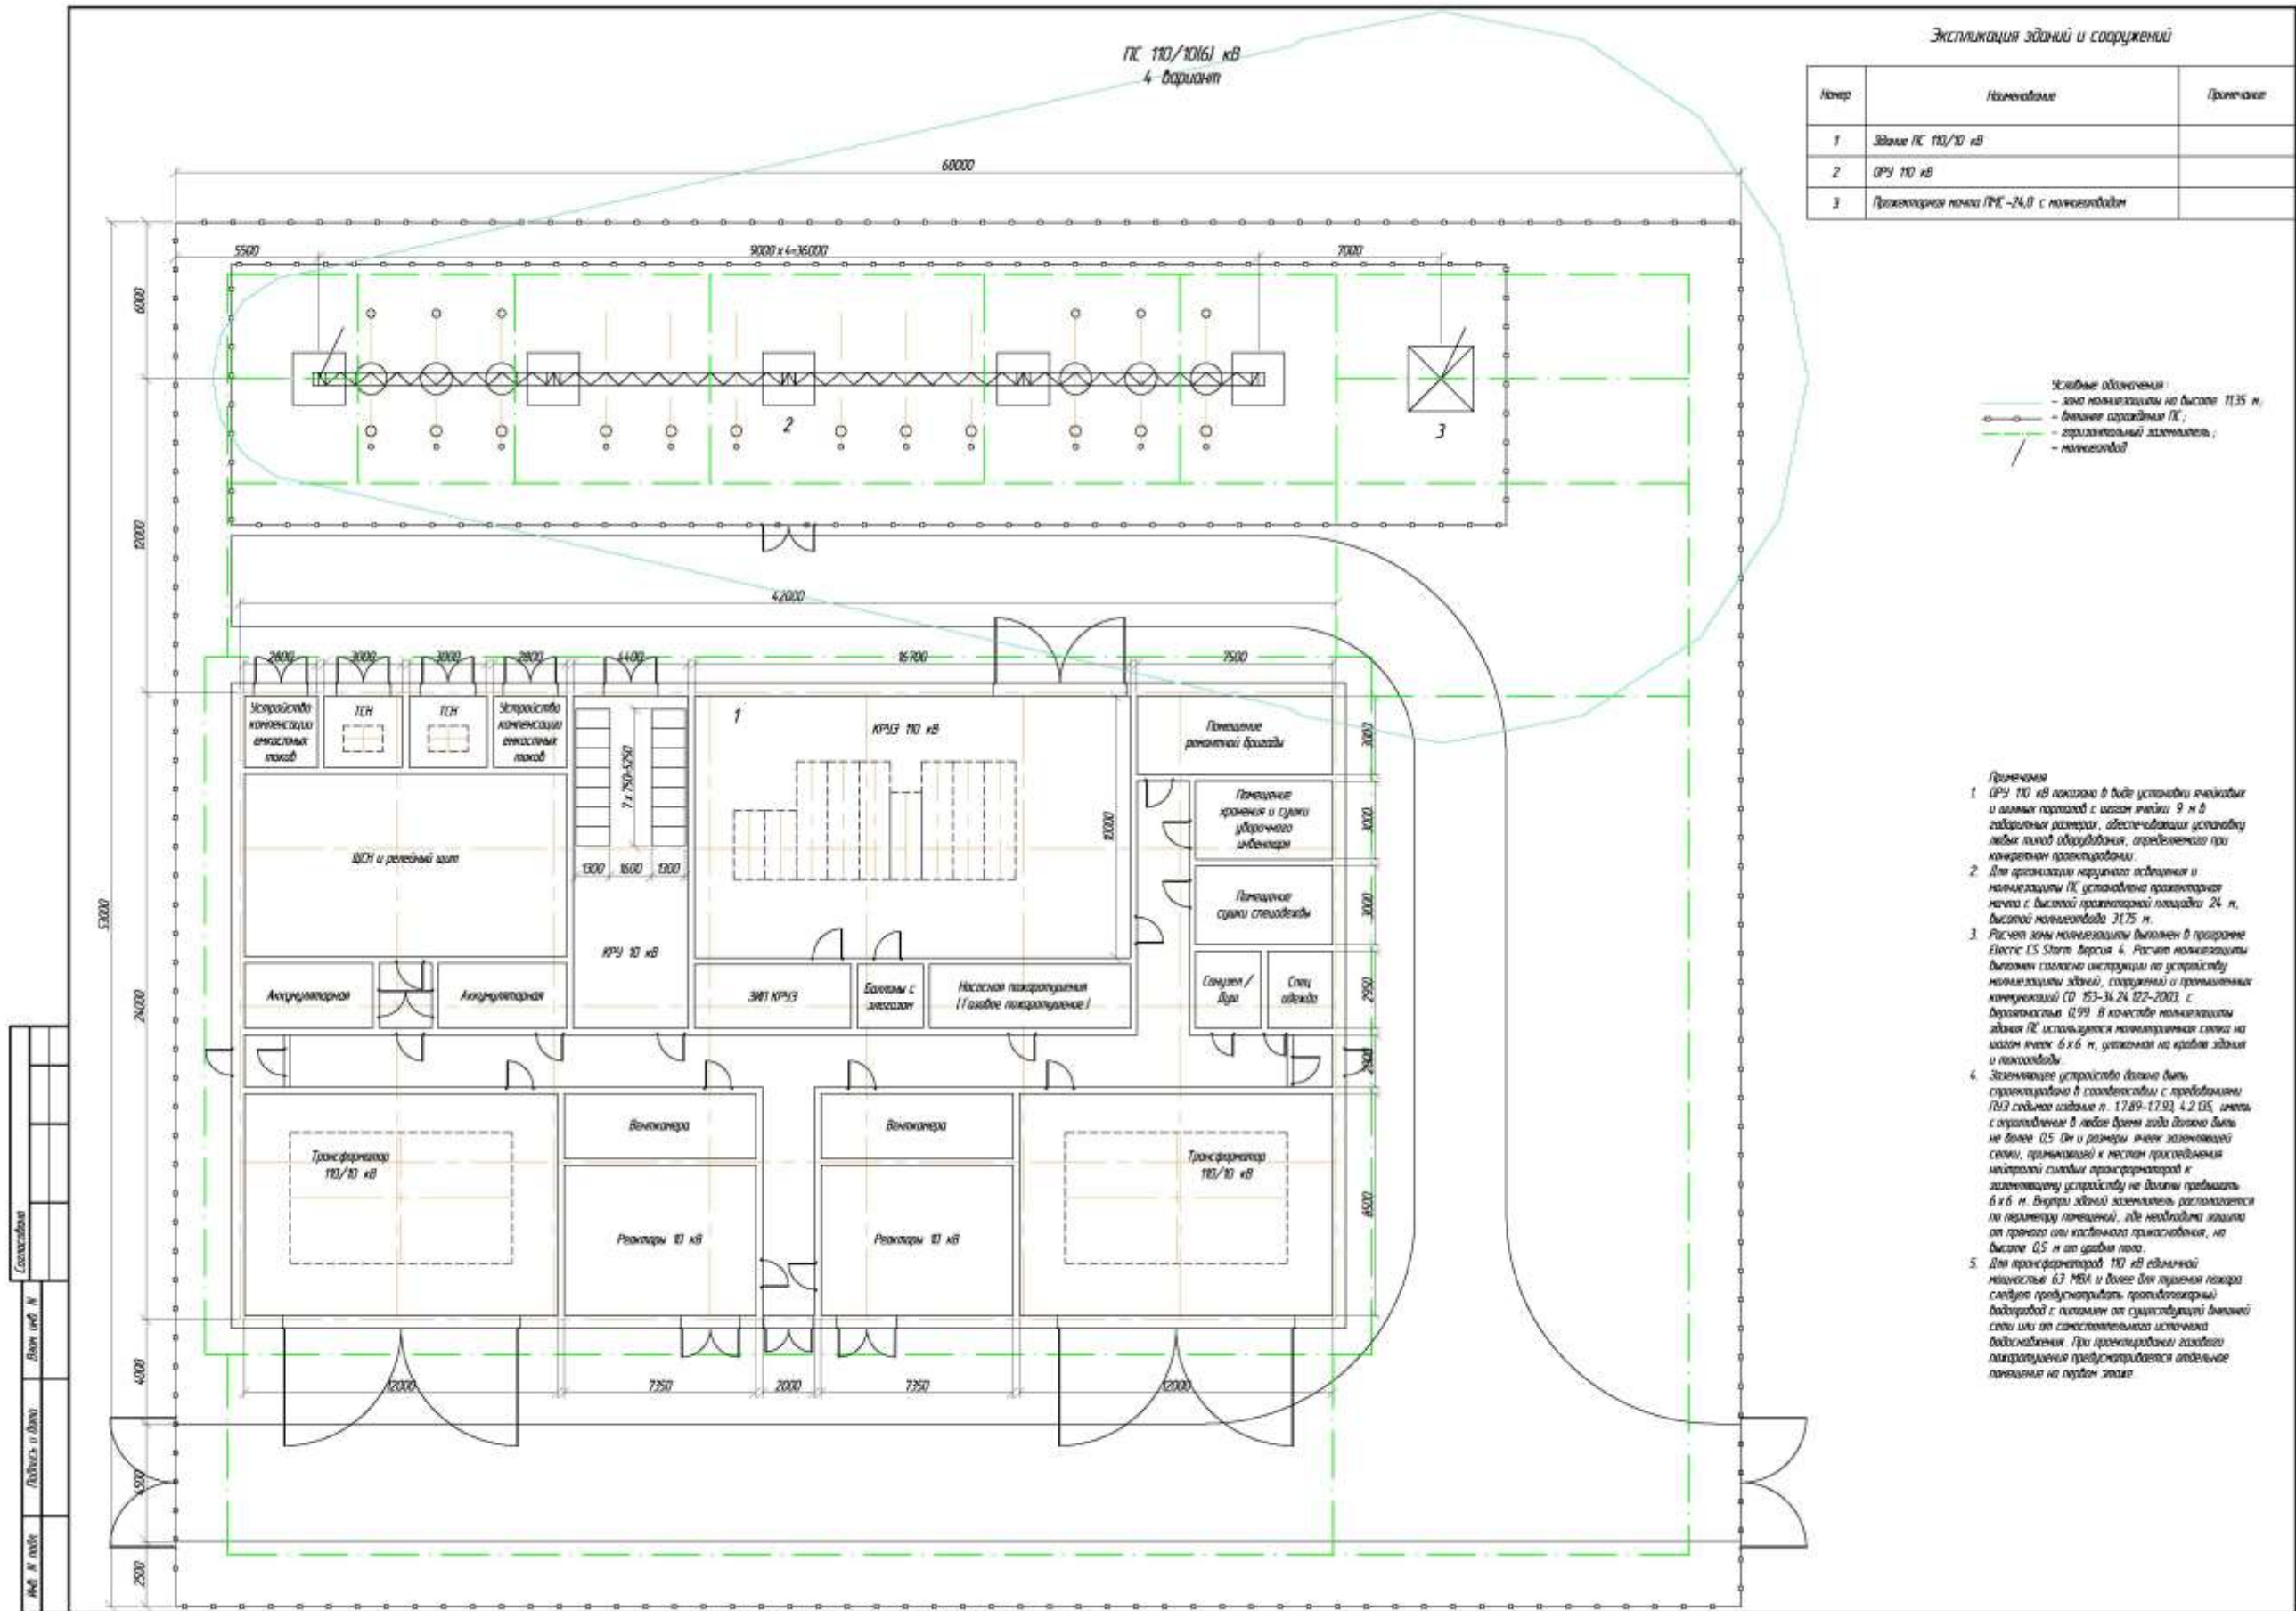 ПС 110/10(6) кВ
4 вариант
Экспликация зданий и сооружений
Номер
Наименование
Примечание
1
Здание ПС 110/10 кВ
2
ОРУ 110 кВ
3
Прожекторная мачта ПМС-24,0 с молниеотводом
60000
5500
9000 x 4=36000
7000
6000
2
3
12000
53000
42000
Условные обозначения:
- зона молниезащиты на высоте 11,35 м;
- внешнее ограждение ПС;
- горизонтальный заземлитель;
- молниеотвод
2800
3000
3000
2800
4400
16700
7500
Устройство
компенсации
емкостных
токов
ТСН
ТСН
Устройство
компенсации
емкостных
токов
7 x 750=5250
1
КРУЭ 110 кВ
Помещение
ремонтной бригады
3000
10000
Помещение
хранения и сушки
уборочного
инвентаря
3000
ЩСН и релейный щит
1300
1600
1300
Помещение
сушки спецодежды
3000
КРУ 10 кВ
24000
Аккумуляторная
Аккумуляторная
ЗИП КРУЭ
Баллоны с
элегазом
Насосная пожаротушения
(Газовое пожаротушение)
Санузел /
Душ
Спец
одежда
2950
Трансформатор
110/10 кВ
Венткамера
Венткамера
Трансформатор
110/10 кВ
Реакторы 10 кВ
Реакторы 10 кВ
8500
4000
12000
7350
2000
7350
12000
4500
2500
Примечания
1 ОРУ 110 кВ показано в виде установки ячейковых
и шинных порталов с шагом ячейки 9 м в
габаритных размерах, обеспечивающих установку
любых типов оборудования, определяемого при
конкретном проектировании.
2 Для организации наружного освещения и
молниезащиты ПС установлена прожекторная
мачта с высотой прожекторной площадки 24 м,
высотой молниеотвода 31,75 м.
3. Расчет зоны молниезащиты выполнен в программе
Elecric CS Storm Версия 4. Расчет молниезащиты
выполнен согласно инструкции по устройству
молниезащиты зданий, сооружений и промышленных
коммуникаций СО 153-34.24.122-2003, с
вероятностью 0,99. В качестве молниезащиты
здания ПС используется молниеприемная сетка на
шагом ячеек 6х6 м, уложенная на кровле здания
и токоотводы.
4. Заземляющее устройство должно быть
спроектировано в соответствии с требованиями
ПУЭ седьмое издание п. 1.7.89-1.7.93, 4.2.135, иметь
сопротивление в любое время года должно быть
не более 0,5 Ом и размеры ячеек заземляющей
сетки, примыкающей к местам присоединения
нейтралей силовых трансформаторов к
заземляющему устройству не должны превышать
6х6 м. Внутри зданий заземлитель располагается
по периметру помещений, где необходима защита
от прямого или косвенного прикосновения, на
высоте 0,5 м от уровня пола.
5. Для трансформаторов 110 кВ единичной
мощностью 63 МВА и более для тушения пожара
следует предусматривать противопожарный
водопровод с питанием от существующей внешней
сети или от самостоятельного источника
водоснабжения. При проектировании газового
пожаротушения предусматривается отдельное
помещение на первом этаже.
Согласовано
Взам инв. N
Подпись и дата
Инв. N подл